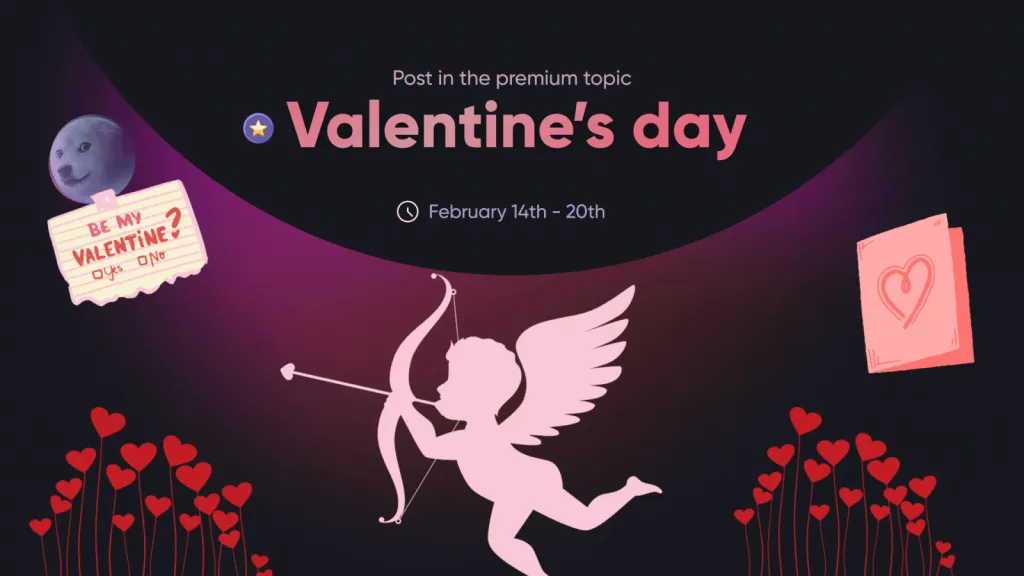 Post in the premium topic
Valentine's day
February 14th - 20th
BE MY
VALENTINE?
Yes No